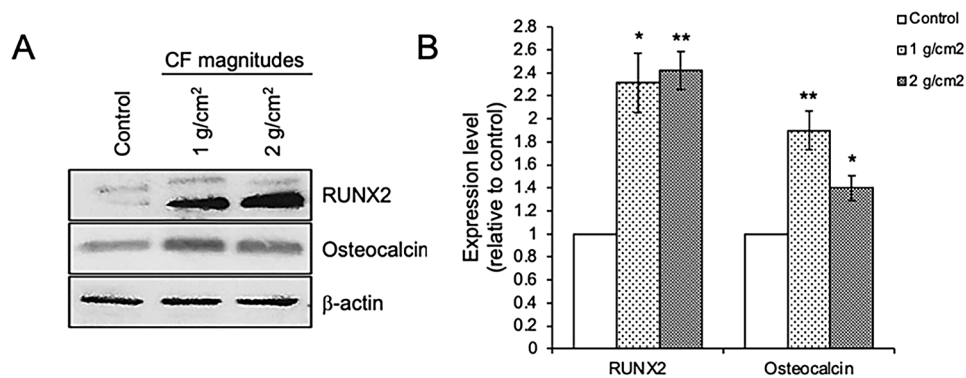 A
CF magnitudes
Control
1 g/cm²
2 g/cm²
RUNX2
Osteocalcin
β-actin
B
Expression level
(relative to control)
2.8
2.6
2.4
2.2
2
1.8
1.6
1.4
1.2
1
0.8
0.6
0.4
0.2
0
*
**
**
*
RUNX2
Osteocalcin
Control
1 g/cm2
2 g/cm2